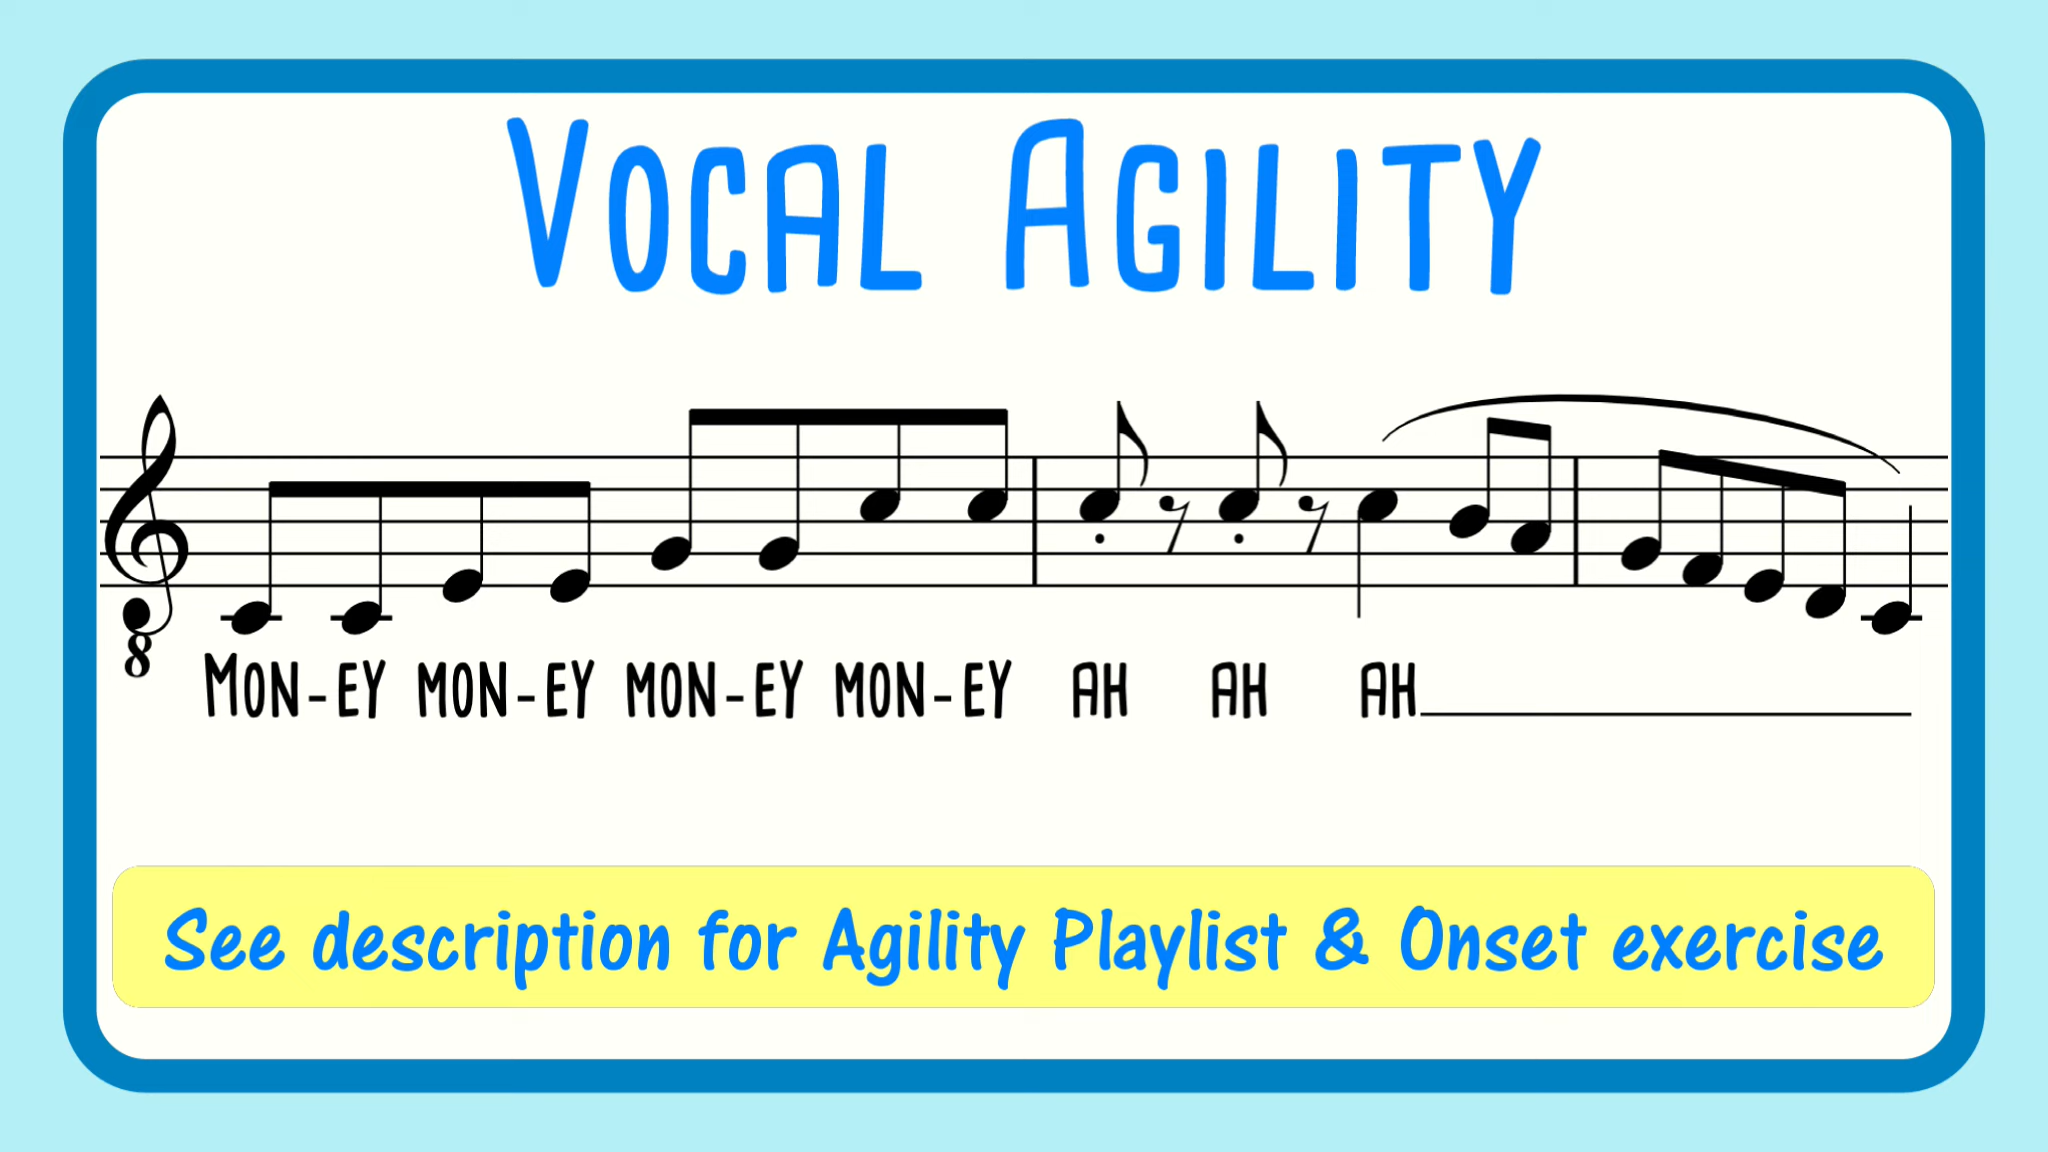 VOCAL AGILITY
8
MON-EY MON-EY MON-EY MON-EY AH AH AH
See description for Agility Playlist & Onset exercise